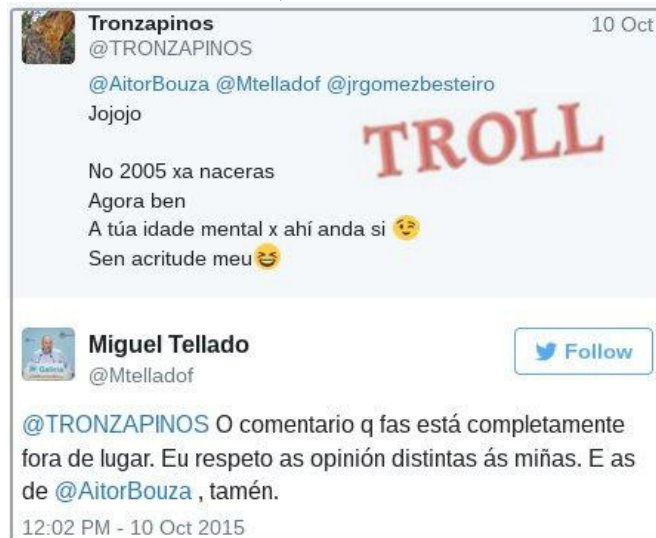 Tronzapinos
10 Oct
@TRONZAPINOS
@AitorBouza @Mtelladof @jrgomezbesteiro
Jojojo
TROLL
No 2005 xa naceras
Agora ben
A túa idade mental x ahí anda si 😉
Sen acritude meu😆
Miguel Tellado
Follow
@Mtelladof
@TRONZAPINOS O comentario q fas está completamente
fora de lugar. Eu respeto as opinión distintas ás miñas. E as
de @AitorBouza , tamén.
12:02 PM - 10 Oct 2015